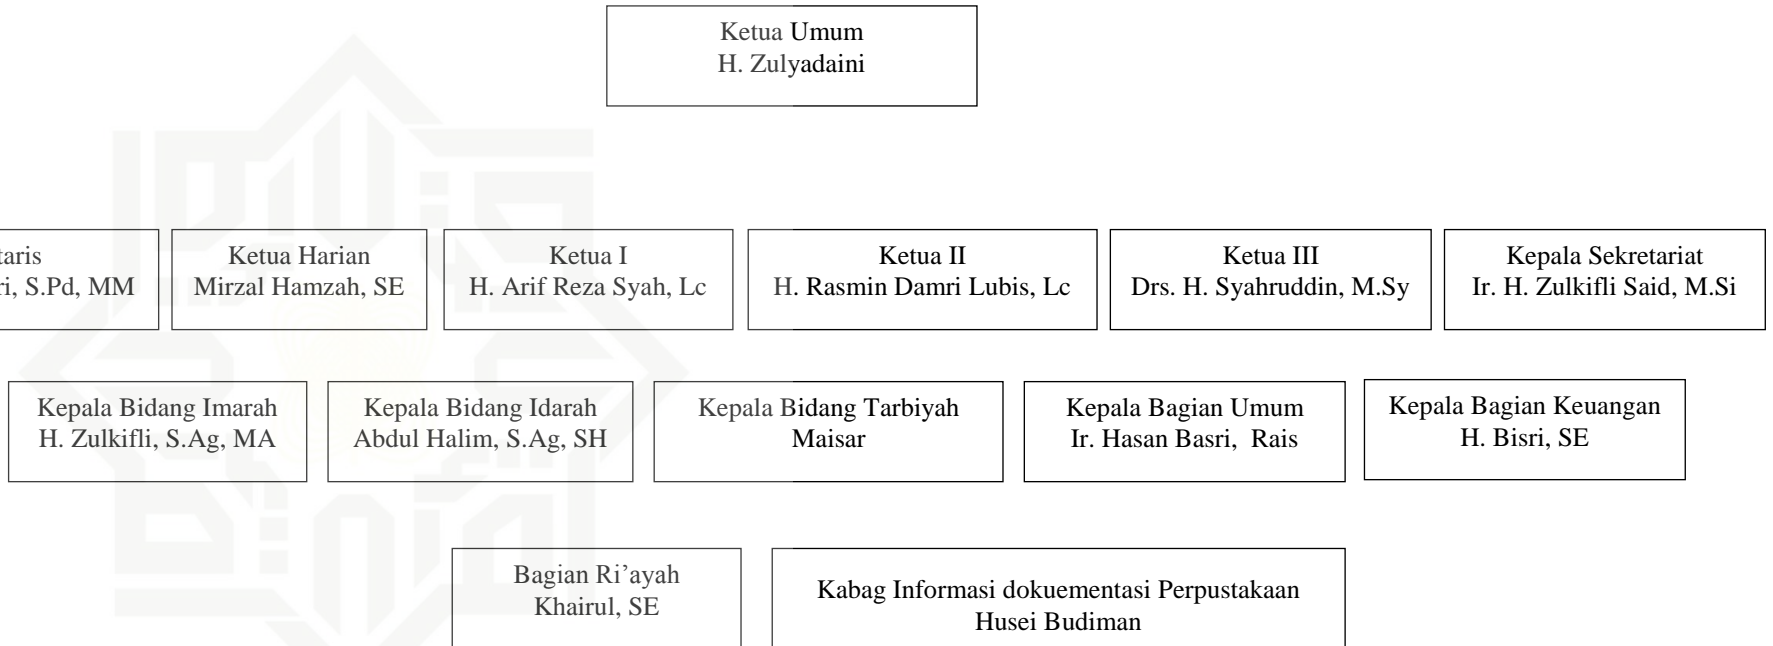 Ketua Umum
H. Zulyadaini
S.Pd, MM
Ketua Harian
Mirzal Hamzah, SE
Ketua I
H. Arif Reza Syah, Lc
Ketua II
H. Rasmin Damri Lubis, Lc
Ketua III
Drs. H. Syahruddin, M.Sy
Kepala Sekretariat
Ir. H. Zulkifli Said, M.Si
Kepala Bidang Imarah
H. Zulkifli, S.Ag, MA
Kepala Bidang Idarah
Abdul Halim, S.Ag, SH
Kepala Bidang Tarbiyah
Maisar
Kepala Bagian Umum
Ir. Hasan Basri,  Rais
Kepala Bagian Keuangan
H. Bisri, SE
Bagian Ri’ayah
Khairul, SE
Kabag Informasi dokuementasi Perpustakaan
Husei Budiman